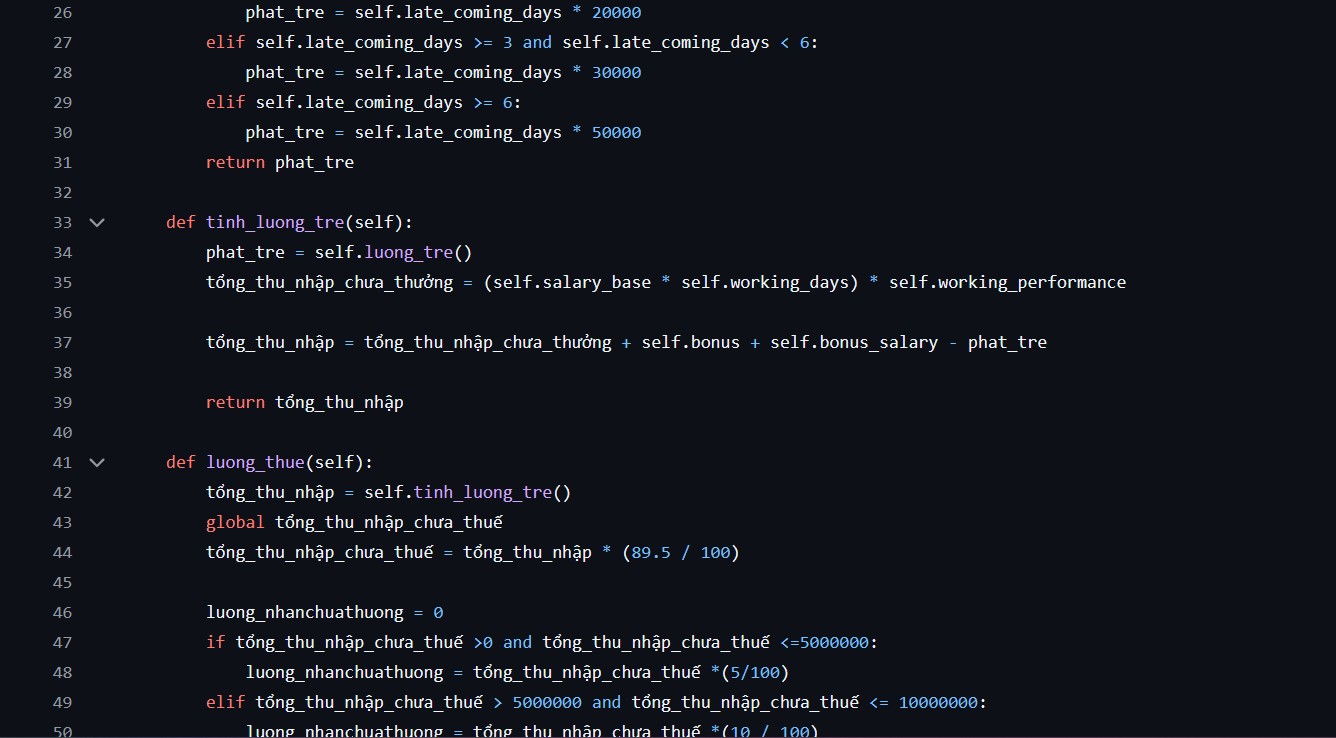 26 phat_tre = self.late_coming_days * 20000
27 elif self.late_coming_days >= 3 and self.late_coming_days < 6:
28 phat_tre = self.late_coming_days * 30000
29 elif self.late_coming_days >= 6:
30 phat_tre = self.late_coming_days * 50000
31 return phat_tre
32
33 def tinh_luong_tre(self):
34 phat_tre = self.luong_tre()
35 tổng_thu_nhập_chưa_thưởng = (self.salary_base * self.working_days) * self.working_performance
36
37 tổng_thu_nhập = tổng_thu_nhập_chưa_thưởng + self.bonus + self.bonus_salary - phat_tre
38
39 return tổng_thu_nhập
40
41 def luong_thue(self):
42 tổng_thu_nhập = self.tinh_luong_tre()
43 global tổng_thu_nhập_chưa_thuế
44 tổng_thu_nhập_chưa_thuế = tổng_thu_nhập * (89.5 / 100)
45
46 luong_nhanchuathuong = 0
47 if tổng_thu_nhập_chưa_thuế >0 and tổng_thu_nhập_chưa_thuế <=5000000:
48 luong_nhanchuathuong = tổng_thu_nhập_chưa_thuế *(5/100)
49 elif tổng_thu_nhập_chưa_thuế > 5000000 and tổng_thu_nhập_chưa_thuế <= 10000000:
50 luong_nhanchuathuong = tổng_thu_nhập_chưa_thuế *(10 / 100)